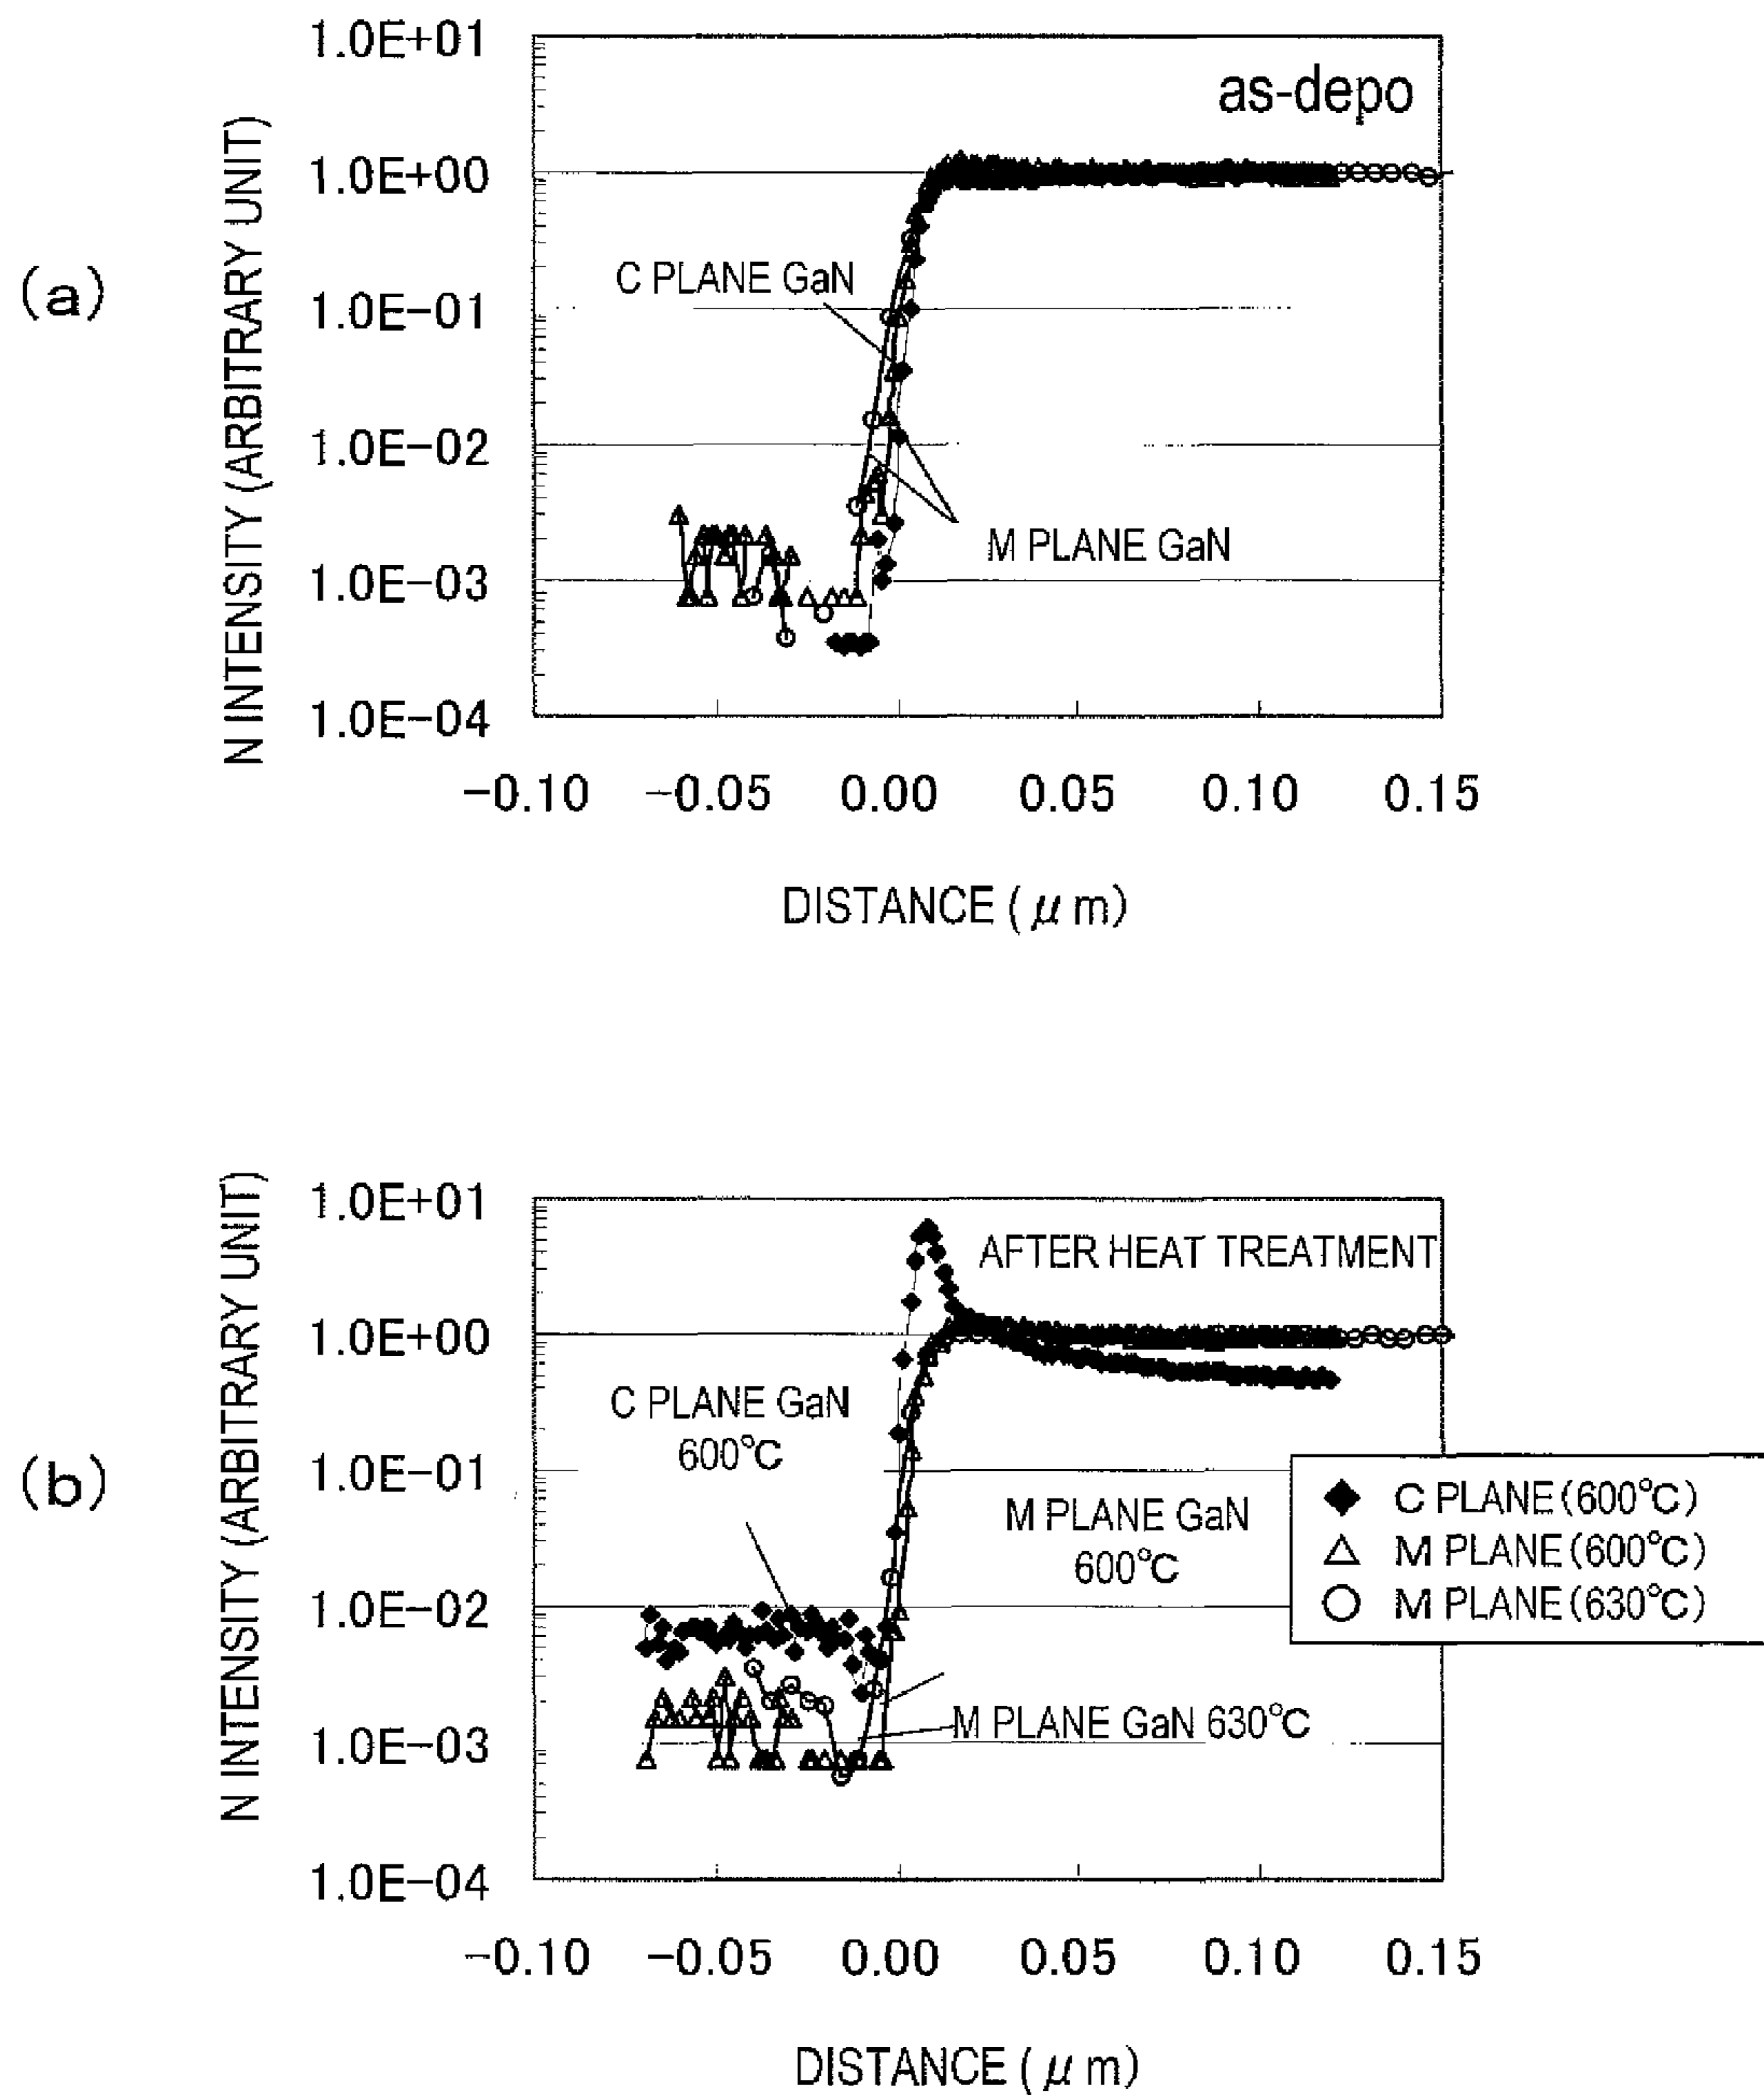 (a)
N INTENSITY (ARBITRARY UNIT)
1.0E+01
1.0E+00
1.0E−01
1.0E−02
1.0E−03
1.0E−04
as-depo
C PLANE GaN
M PLANE GaN
−0.10 −0.05 0.00 0.05 0.10 0.15
DISTANCE (μm)
(b)
N INTENSITY (ARBITRARY UNIT)
1.0E+01
1.0E+00
1.0E−01
1.0E−02
1.0E−03
1.0E−04
AFTER HEAT TREATMENT
C PLANE GaN
600°C
M PLANE GaN
600°C
M PLANE GaN 630°C
C PLANE (600°C)
M PLANE (600°C)
M PLANE (630°C)
−0.10 −0.05 0.00 0.05 0.10 0.15
DISTANCE (μm)